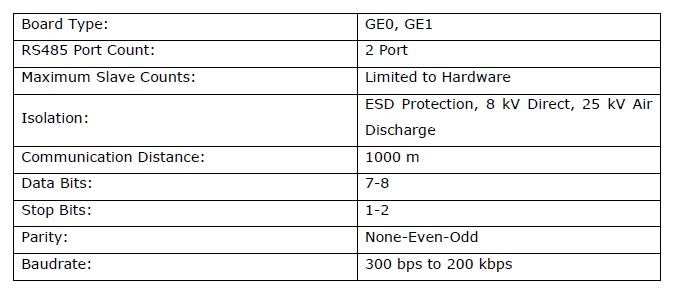 Board Type: GE0, GE1
RS485 Port Count: 2 Port
Maximum Slave Counts: Limited to Hardware
Isolation: ESD Protection, 8 kV Direct, 25 kV Air
Discharge
Communication Distance: 1000 m
Data Bits: 7-8
Stop Bits: 1-2
Parity: None-Even-Odd
Baudrate: 300 bps to 200 kbps